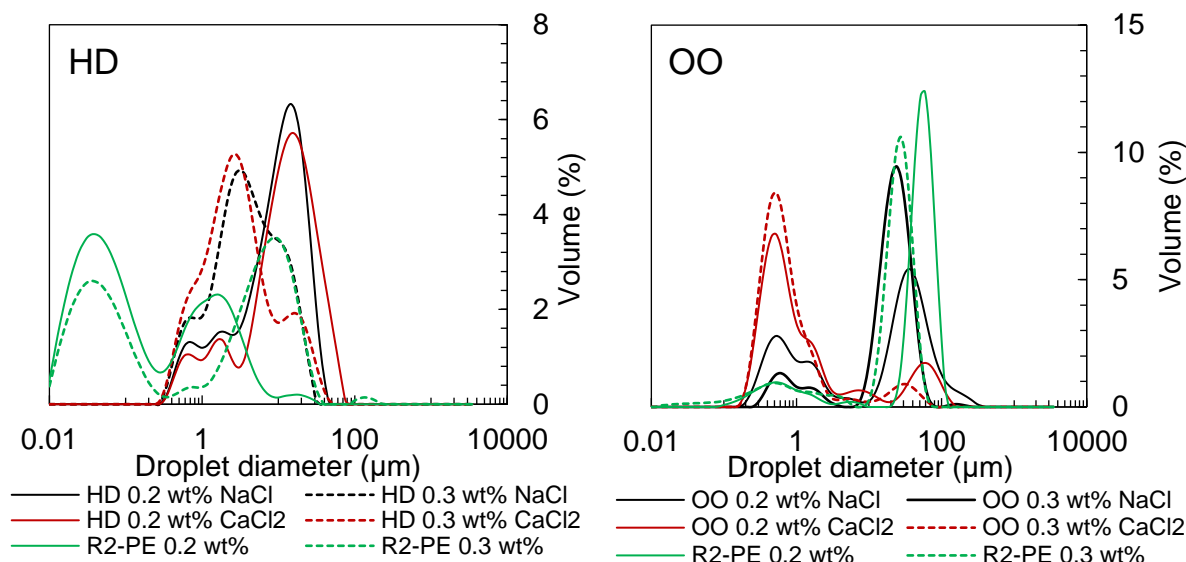 HD
8
6
4
2
0
Volume (%)
0.01 1 100 10000
Droplet diameter (µm)
HD 0.2 wt% NaCl HD 0.3 wt% NaCl
HD 0.2 wt% CaCl2 HD 0.3 wt% CaCl2
R2-PE 0.2 wt% R2-PE 0.3 wt%
OO
15
10
5
0
Volume (%)
0.01 1 100 10000
Droplet diameter (µm)
OO 0.2 wt% NaCl OO 0.3 wt% NaCl
OO 0.2 wt% CaCl2 OO 0.3 wt% CaCl2
R2-PE 0.2 wt% R2-PE 0.3 wt%